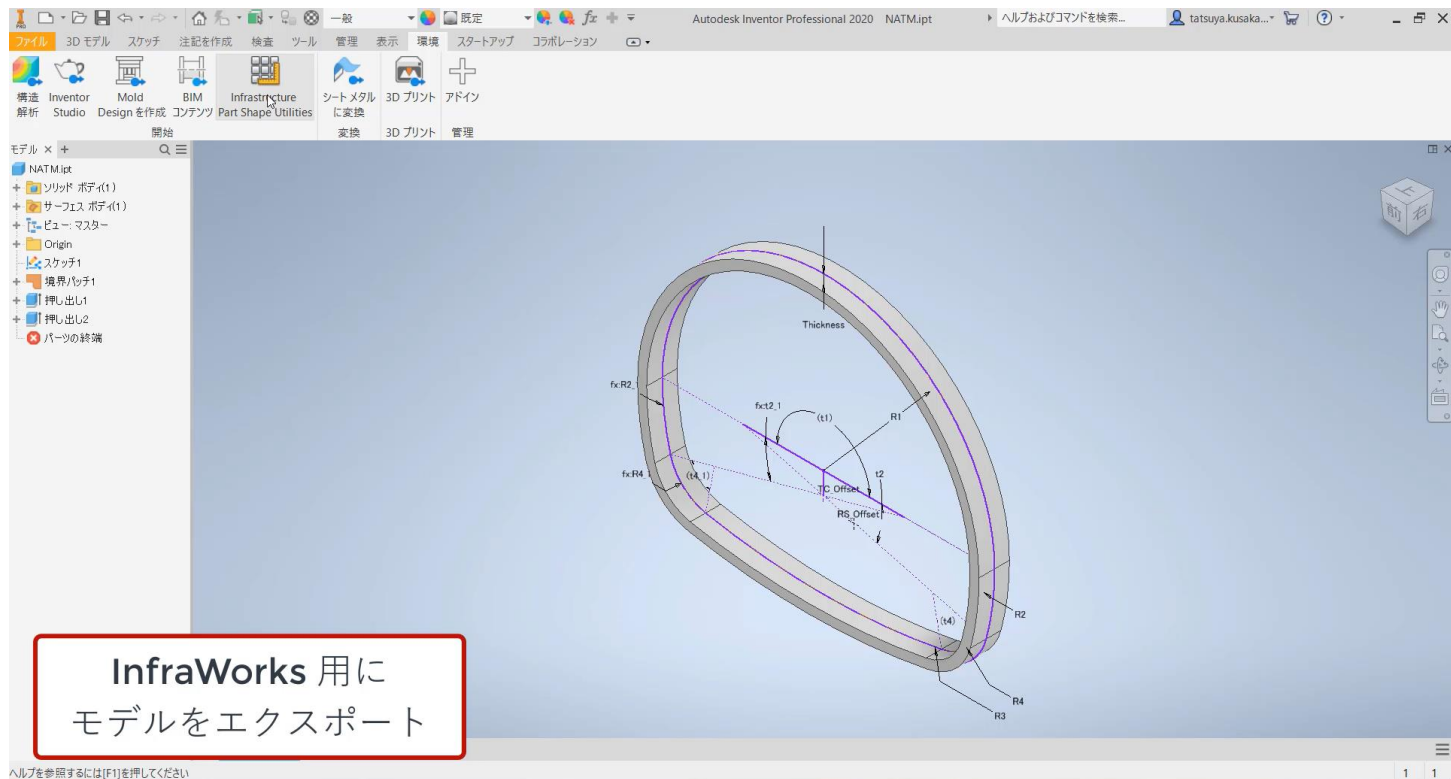 一般
既定
fx
Autodesk Inventor Professional 2020 NATM.ipt
ヘルプおよびコマンドを検索...
tatsuya.kusaka...
ファイル 3D モデル スケッチ 注記を作成 検査 ツール 管理 表示 環境 スタートアップ コラボレーション
構造 Inventor Mold BIM Infrastructure シート メタル 3D プリント アドイン
解析 Studio Design を作成 コンテンツ Part Shape Utilities に変換
開始 変換 3D プリント 管理
モデル × +
NATM.ipt
ソリッド ボディ(1)
サーフェス ボディ(1)
ビュー: マスター
Origin
スケッチ1
境界パッチ1
押し出し1
押し出し2
パーツの終端
上
前 右
Thickness
fx:R2_
fx:t2_1
(t1)
R1
fx:R4_1
(t4_1)
t2
TC_Offset
RS_Offset
R2
(t4)
R4
R3
InfraWorks 用に
モデルをエクスポート
ヘルプを参照するには[F1]を押してください
1 1